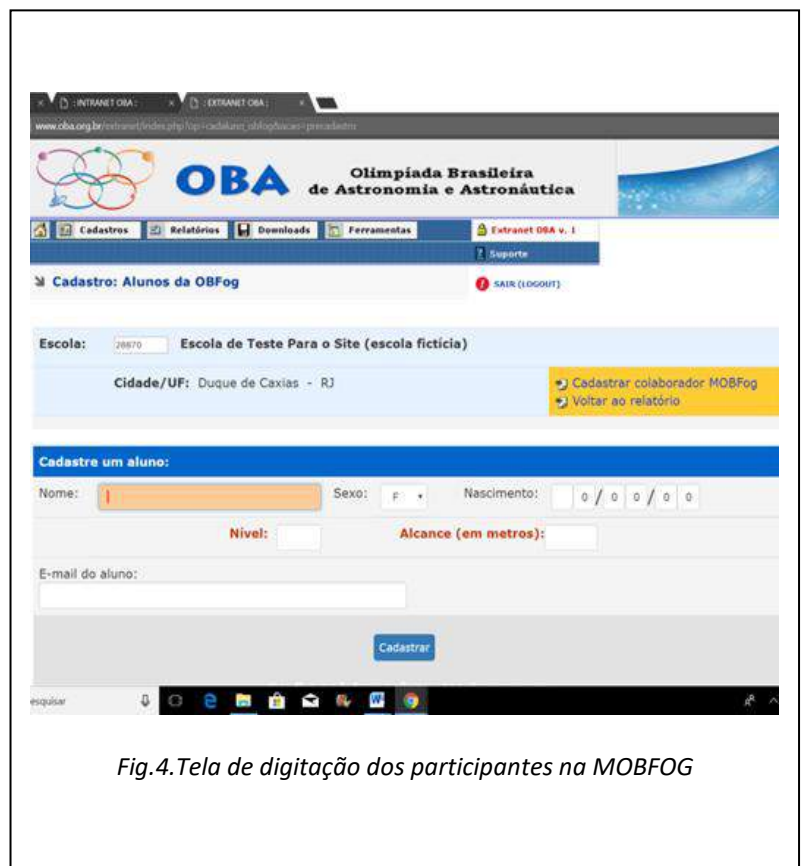 : INTRANET OBA :
: EXTRANET OBA :
OBA
Olimpíada Brasileira
de Astronomia e Astronáutica
Cadastros
Relatórios
Downloads
Ferramentas
Extranet OBA v. 1
Suporte
Cadastro: Alunos da OBFog
SAIR (LOGOUT)
Escola: 28870 Escola de Teste Para o Site (escola fictícia)
Cidade/UF: Duque de Caxias - RJ
Cadastrar colaborador MOBFog
Voltar ao relatório
Cadastre um aluno:
Nome: Sexo: F Nascimento: 0 / 0 0 / 0 0
Nível: Alcance (em metros):
E-mail do aluno:
Cadastrar
esquisar
Fig.4.Tela de digitação dos participantes na MOBFOG